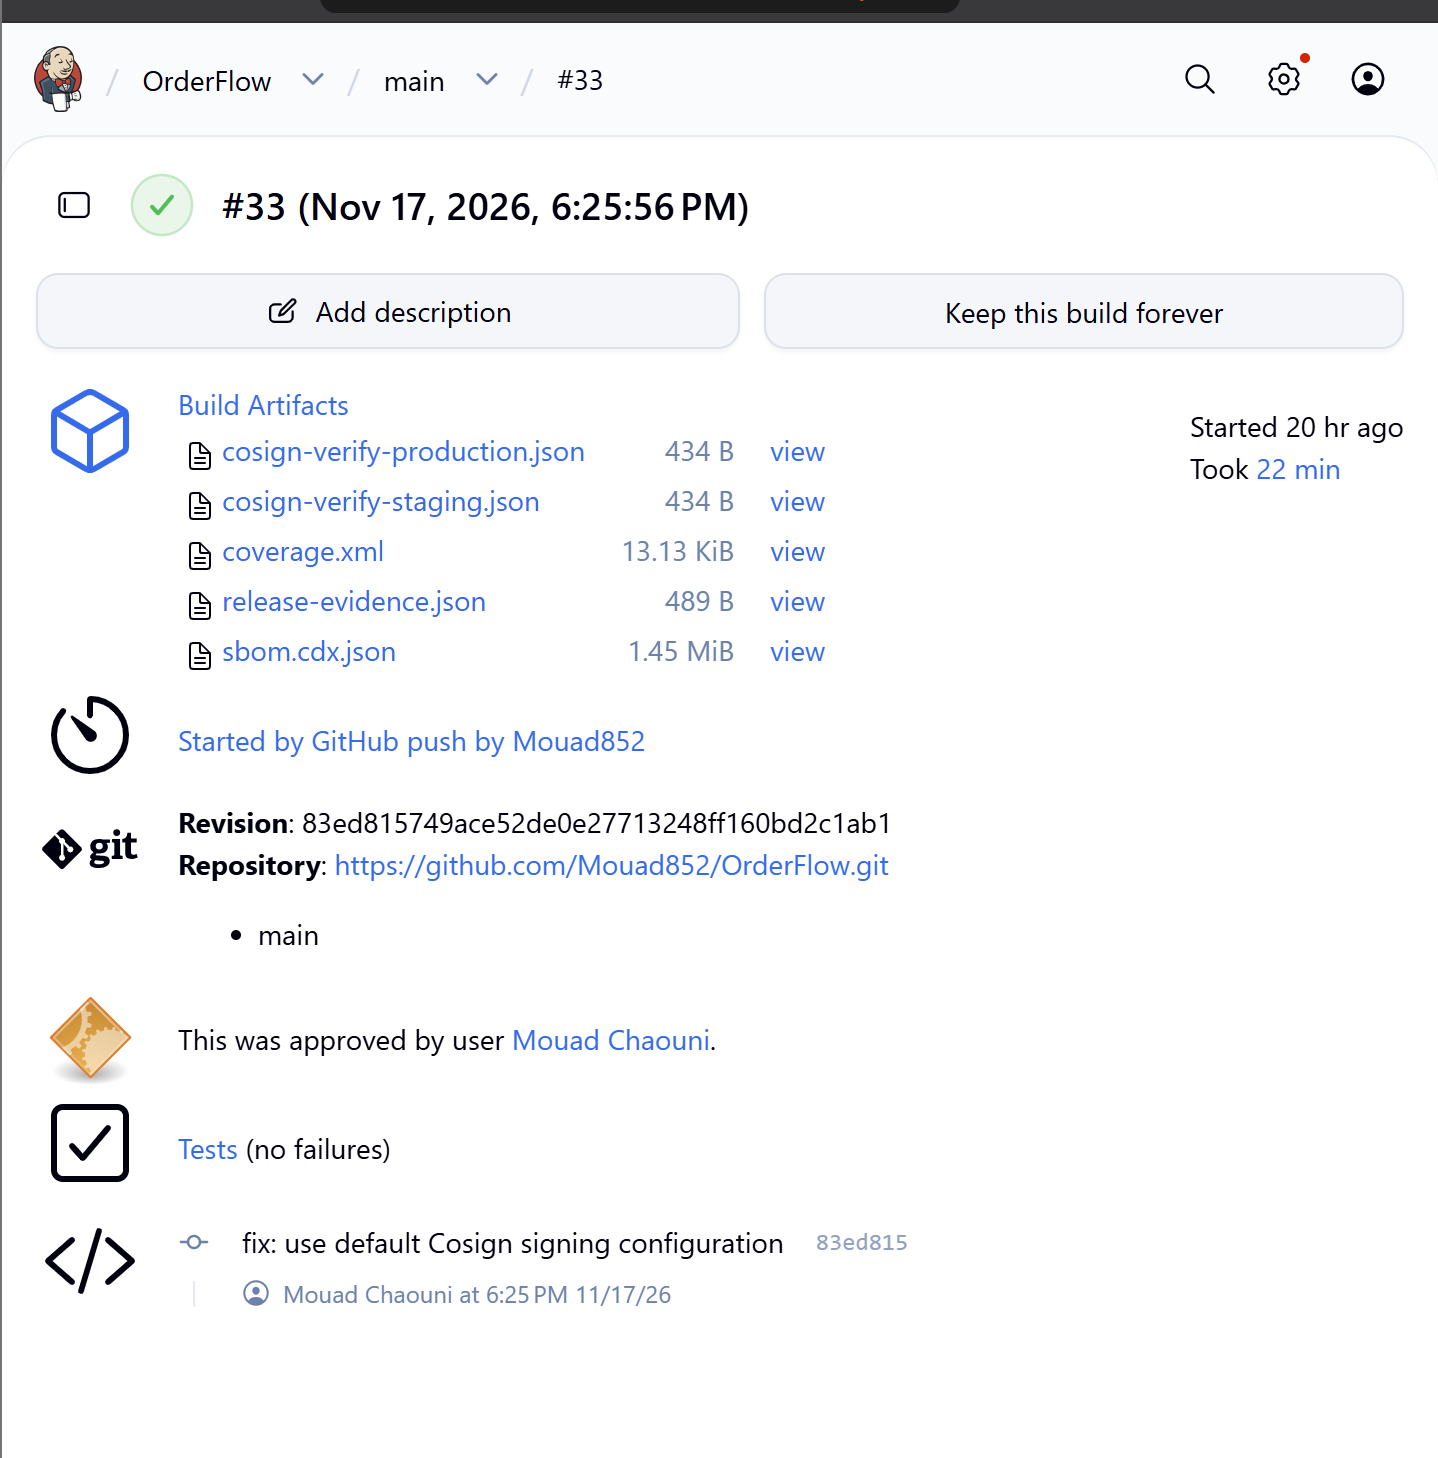 / OrderFlow / main / #33
#33 (Nov 17, 2026, 6:25:56 PM)
Add description
Keep this build forever
Build Artifacts
cosign-verify-production.json 434 B view
cosign-verify-staging.json 434 B view
coverage.xml 13.13 KiB view
release-evidence.json 489 B view
sbom.cdx.json 1.45 MiB view
Started 20 hr ago
Took 22 min
Started by GitHub push by Mouad852
git
Revision: 83ed815749ace52de0e27713248ff160bd2c1ab1
Repository: https://github.com/Mouad852/OrderFlow.git
• main
This was approved by user Mouad Chaouni.
Tests (no failures)
fix: use default Cosign signing configuration 83ed815
Mouad Chaouni at 6:25 PM 11/17/26